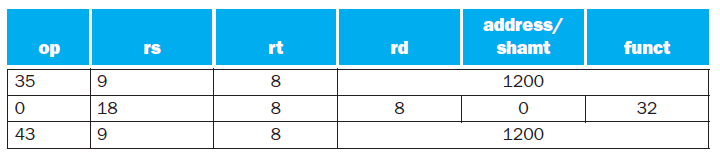 op rs rt rd address/ shamt funct
35 9 8 1200
0 18 8 8 0 32
43 9 8 1200